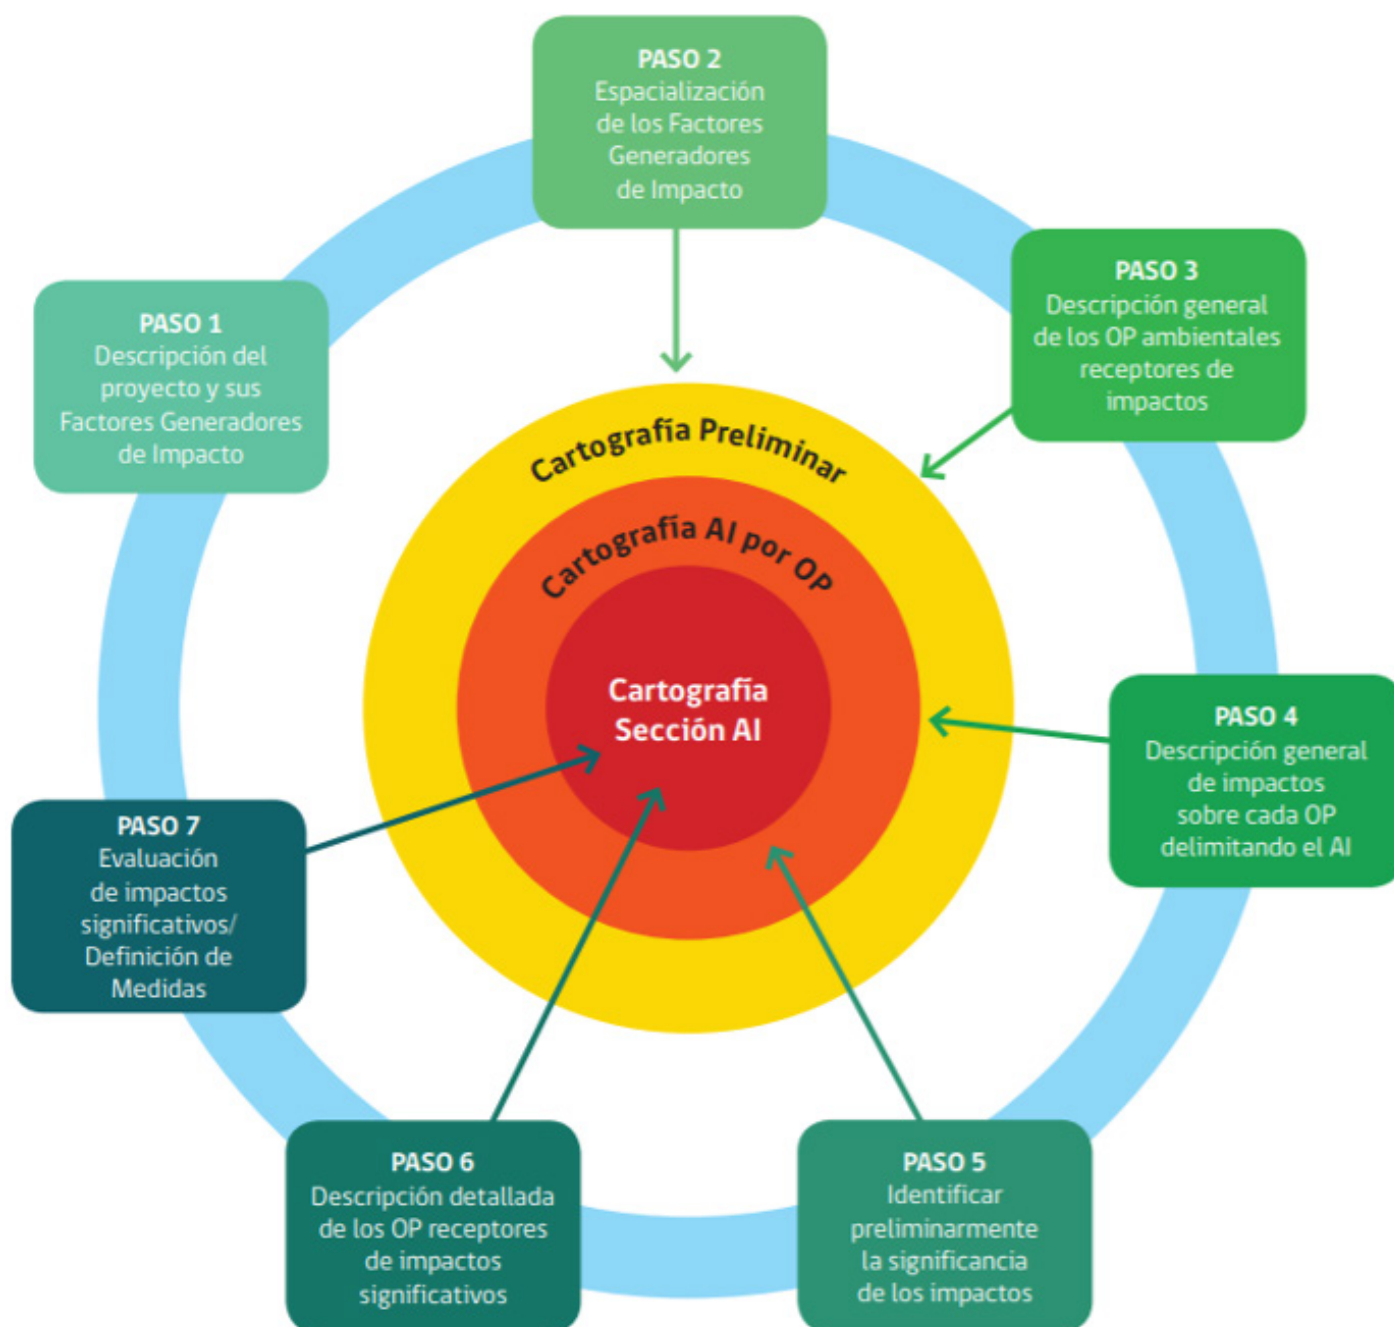 PASO 1
Descripción del
proyecto y sus
Factores Generadores
de Impacto
PASO 2
Espacialización
de los Factores
Generadores
de Impacto
PASO 3
Descripción general
de los OP ambientales
receptores de
impactos
PASO 4
Descripción general
de impactos
sobre cada OP
delimitando el AI
PASO 5
Identificar
preliminarmente
la significancia
de los impactos
PASO 6
Descripción detallada
de los OP receptores
de impactos
significativos
PASO 7
Evaluación
de impactos
significativos/
Definición de
Medidas
Cartografía Preliminar
Cartografía AI por OP
Cartografía
Sección AI